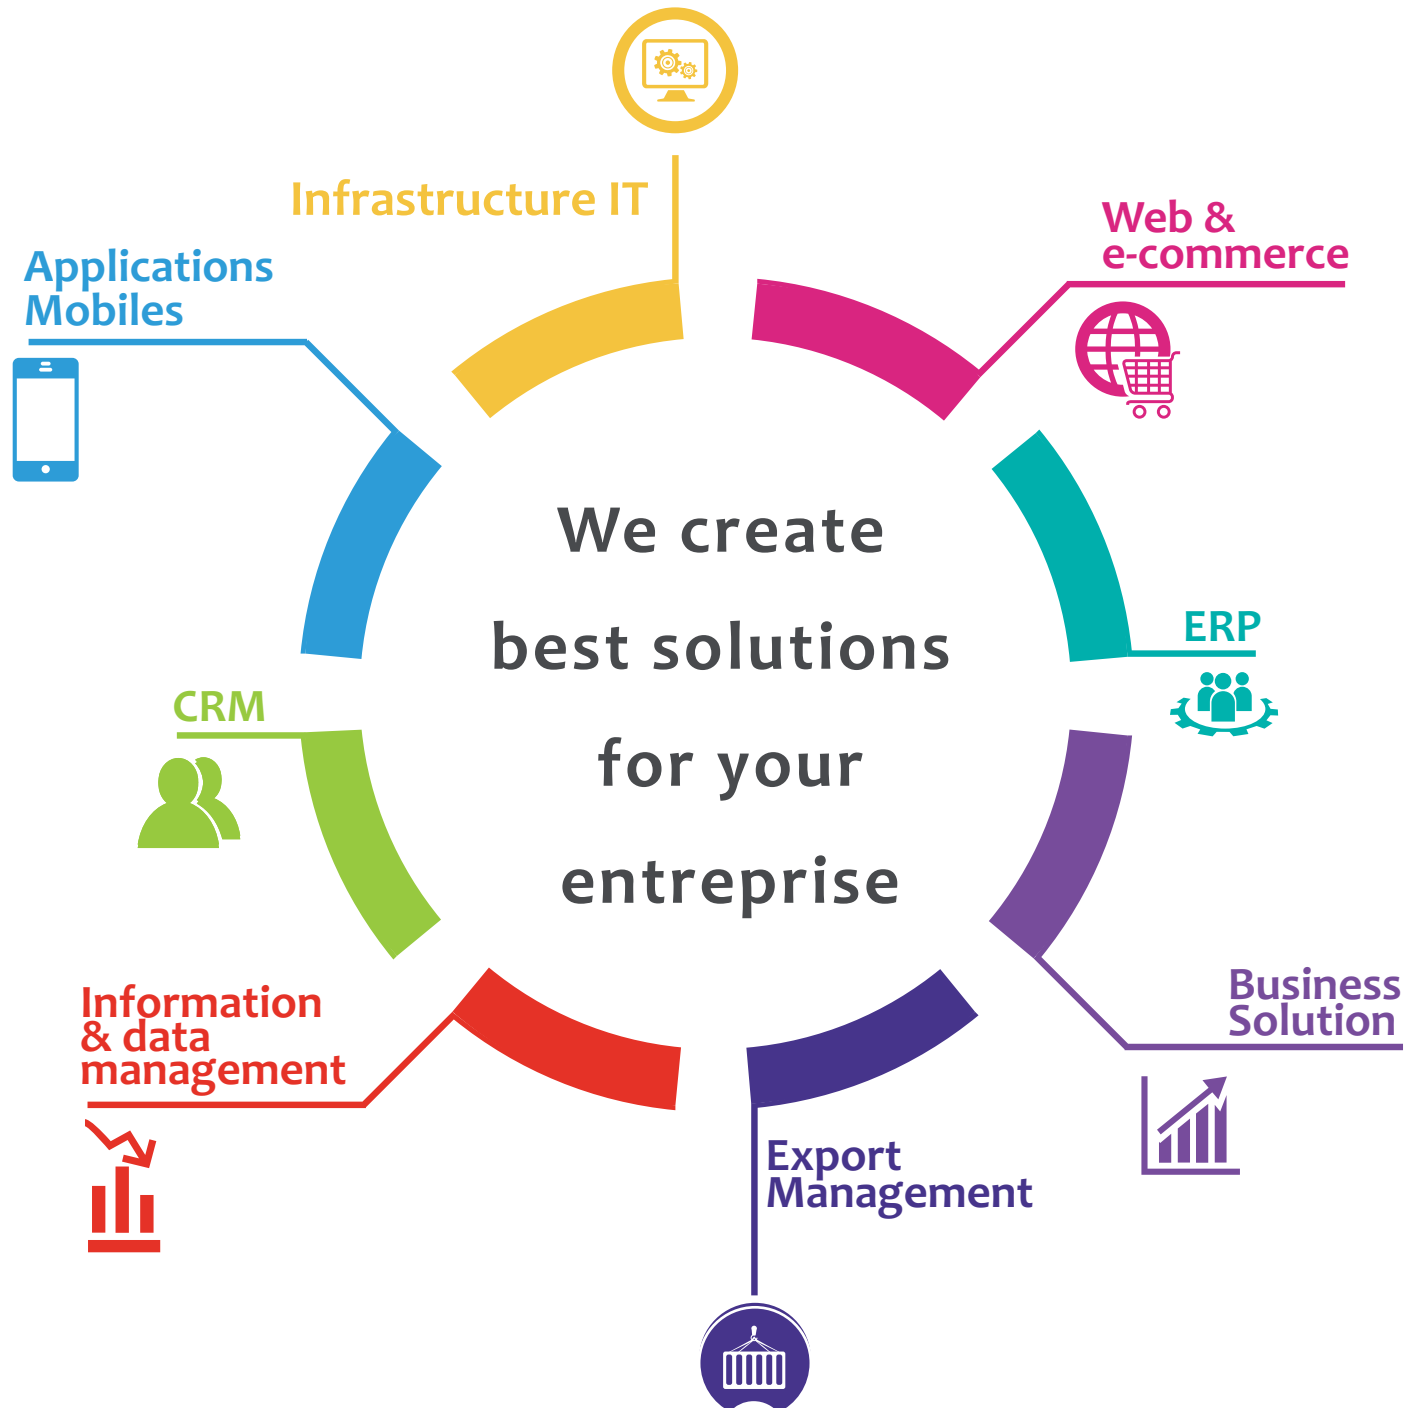 Infrastructure IT
Web &
e-commerce
Applications
Mobiles
We create
best solutions
for your
entreprise
ERP
CRM
Business
Solution
Information
& data
management
Export
Management